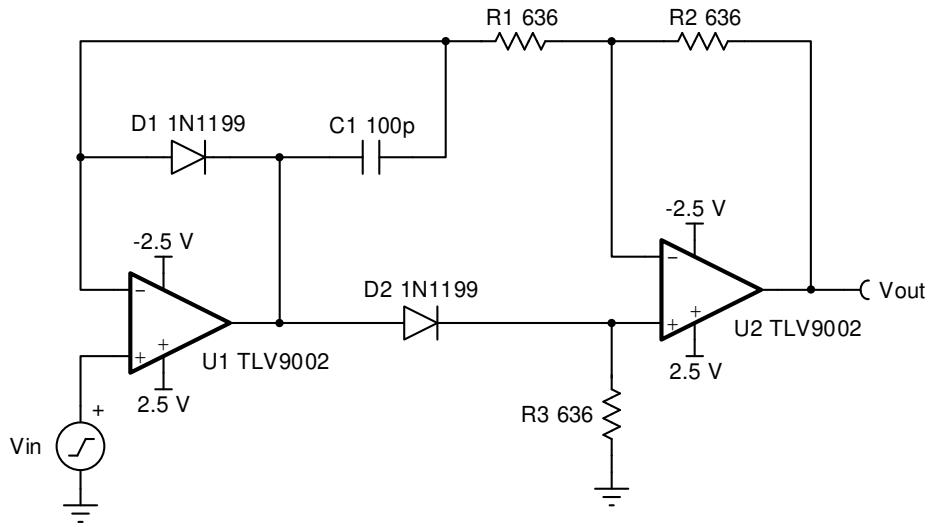 R1 636
R2 636
D1 1N1199
C1 100p
-2.5 V
-2.5 V
D2 1N1199
Vout
U1 TLV9002
U2 TLV9002
2.5 V
2.5 V
R3 636
Vin